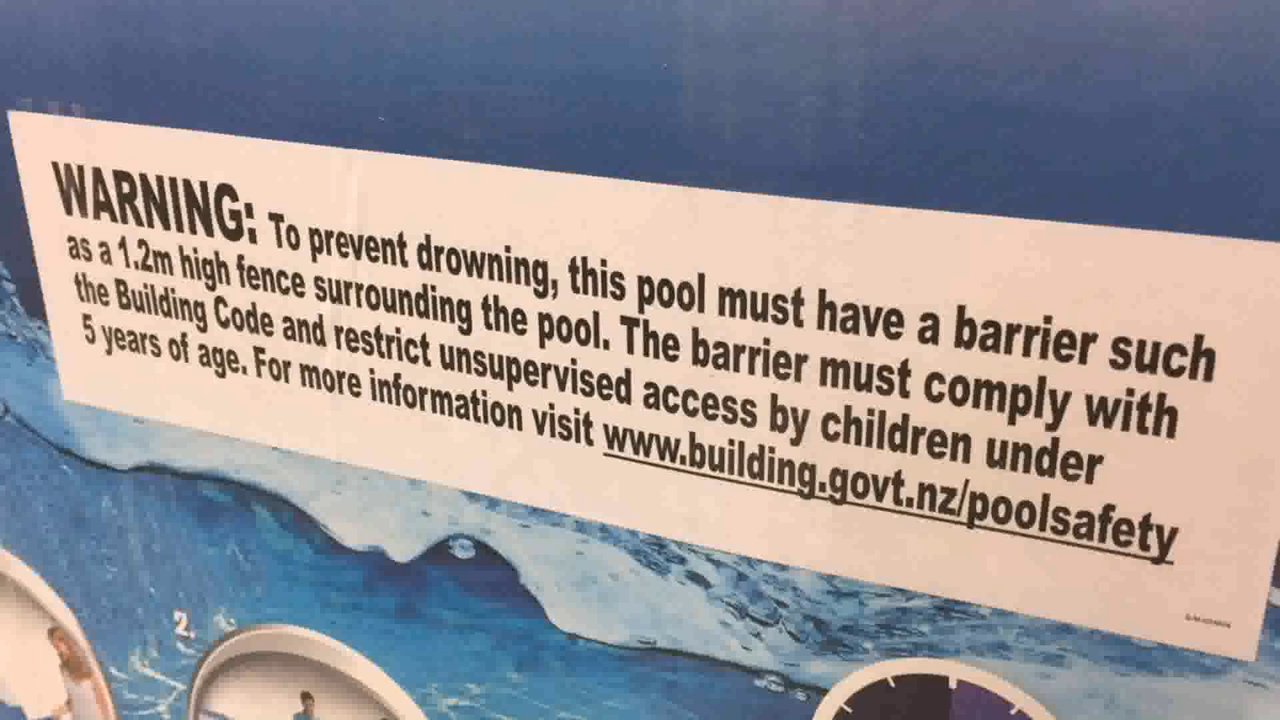 WARNING: To prevent drowning, this pool must have a barrier such
as a 1.2m high fence surrounding the pool. The barrier must comply with
the Building Code and restrict unsupervised access by children under
5 years of age. For more information visit www.building.govt.nz/poolsafety
2.